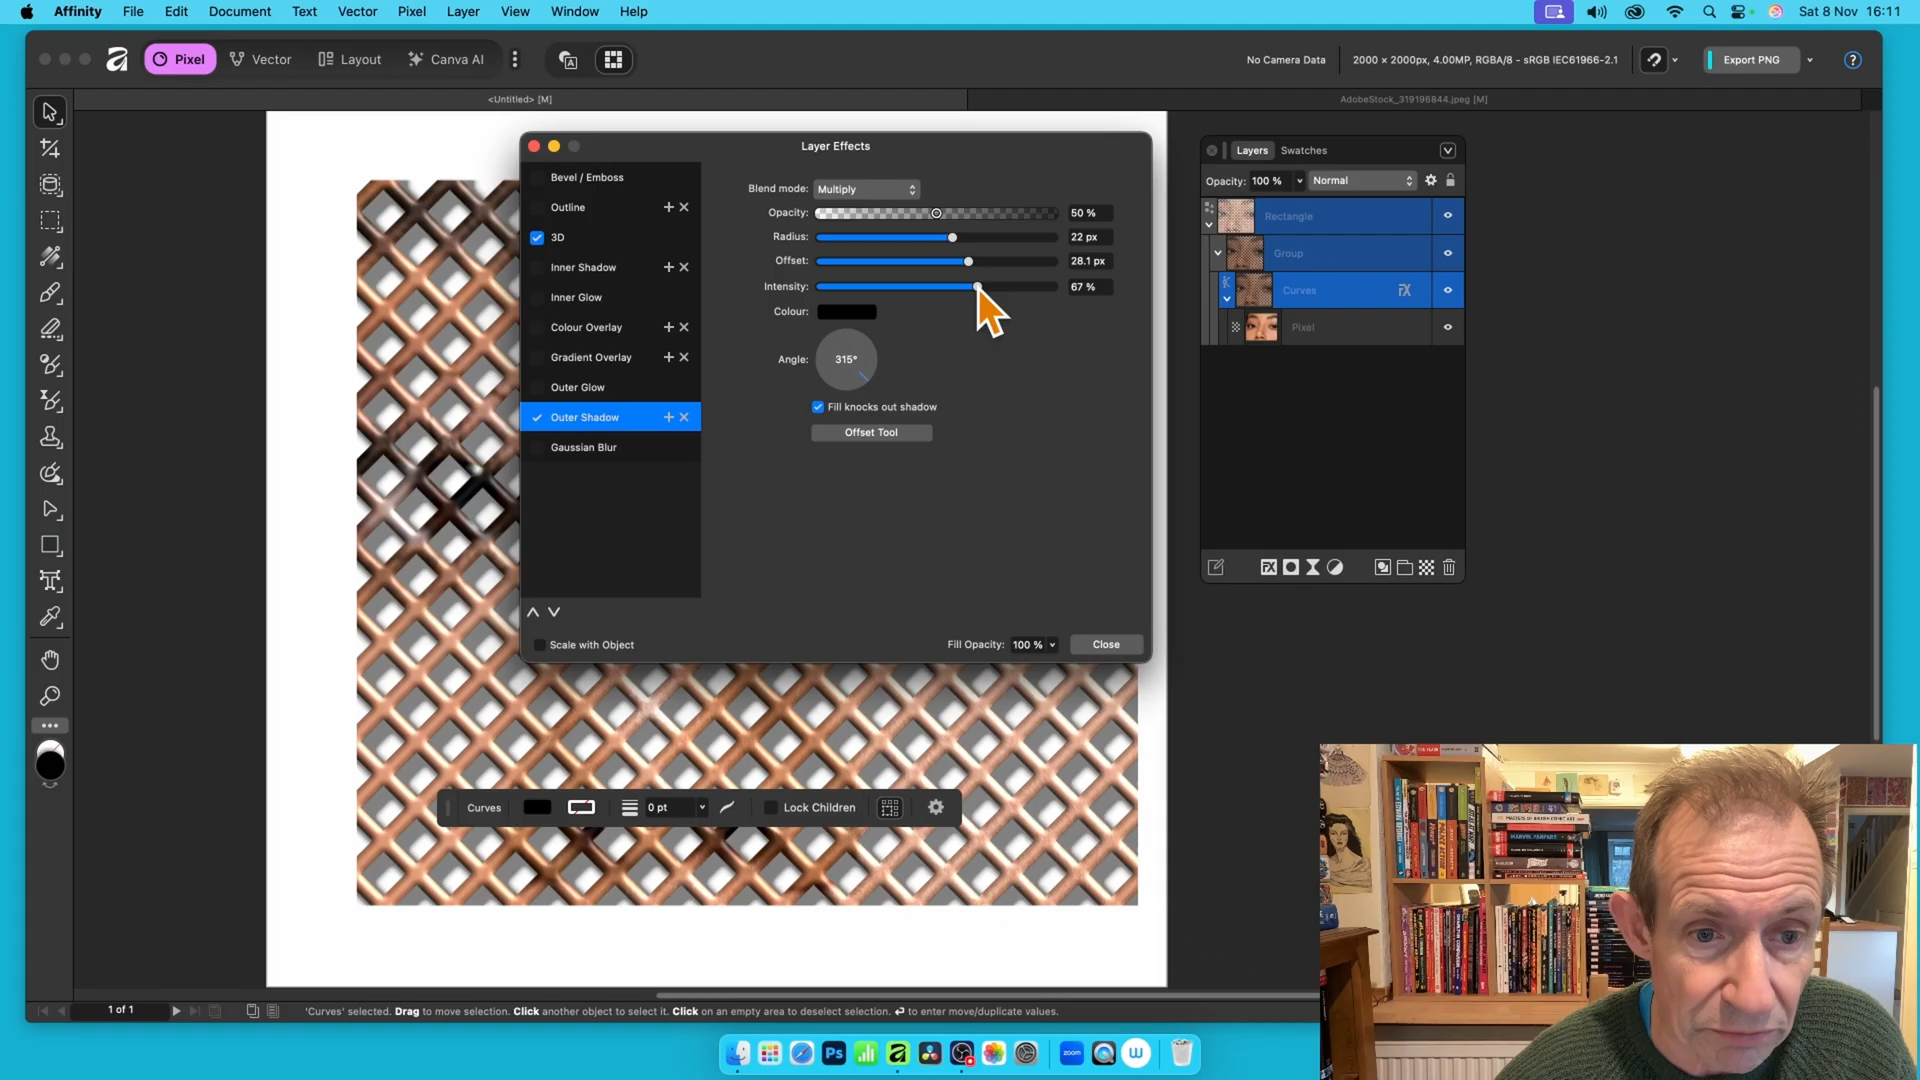 Affinity File Edit Document Text Vector Pixel Layer View Window Help
Sat 8 Nov 16:11
Pixel Vector Layout Canva AI
No Camera Data 2000 × 2000px, 4.00MP, RGBA/8 - sRGB IEC61966-2.1 Export PNG ?
<Untitled> [M] AdobeStock_319196844.jpeg [M]
Layer Effects
Bevel / Emboss
Outline
3D
Inner Shadow
Inner Glow
Colour Overlay
Gradient Overlay
Outer Glow
Outer Shadow
Gaussian Blur
Blend mode: Multiply
Opacity: 50 %
Radius: 22 px
Offset: 28.1 px
Intensity: 67 %
Colour:
Angle: 315°
Fill knocks out shadow
Offset Tool
Scale with Object
Fill Opacity: 100 % Close
Layers Swatches
Opacity: 100 % Normal
Rectangle
Group
Curves FX
Pixel
FX
Curves 0 pt Lock Children
1 of 1
'Curves' selected. Drag to move selection. Click another object to select it. Click on an empty area to deselect selection. ⏎ to enter move/duplicate values.
Ps zoom W